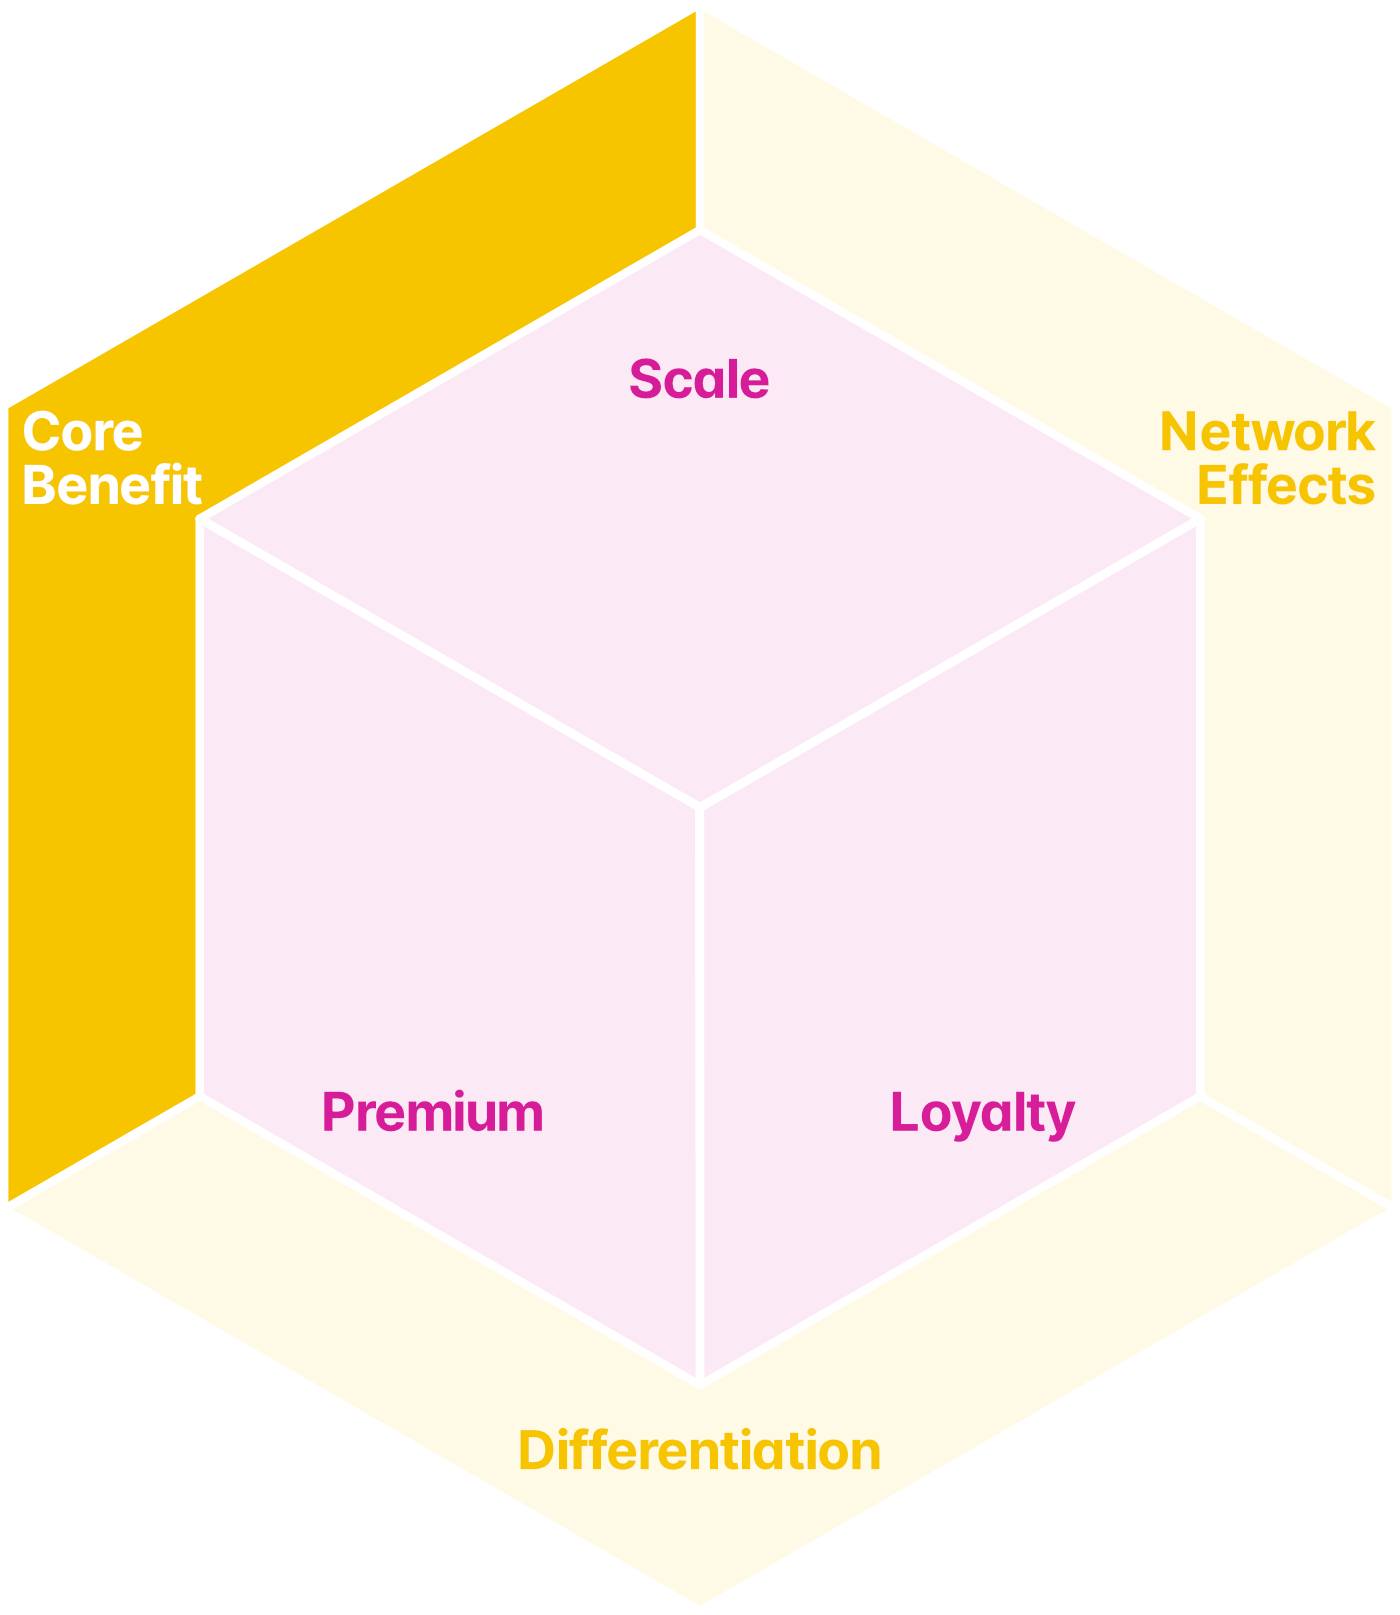 Scale
Core
Benefit
Network
Effects
Premium
Loyalty
Differentiation